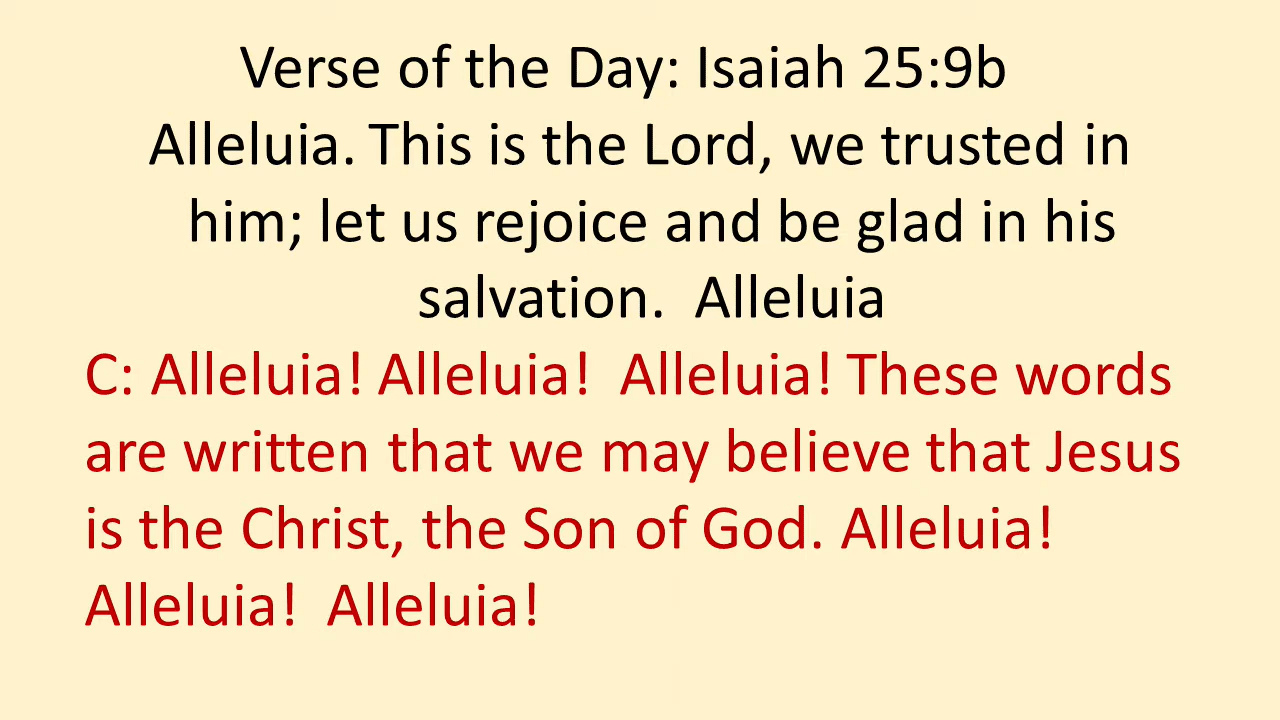 Verse of the Day: Isaiah 25:9b
Alleluia. This is the Lord, we trusted in
him; let us rejoice and be glad in his
salvation.  Alleluia
C: Alleluia! Alleluia!  Alleluia! These words
are written that we may believe that Jesus
is the Christ, the Son of God. Alleluia!
Alleluia!  Alleluia!